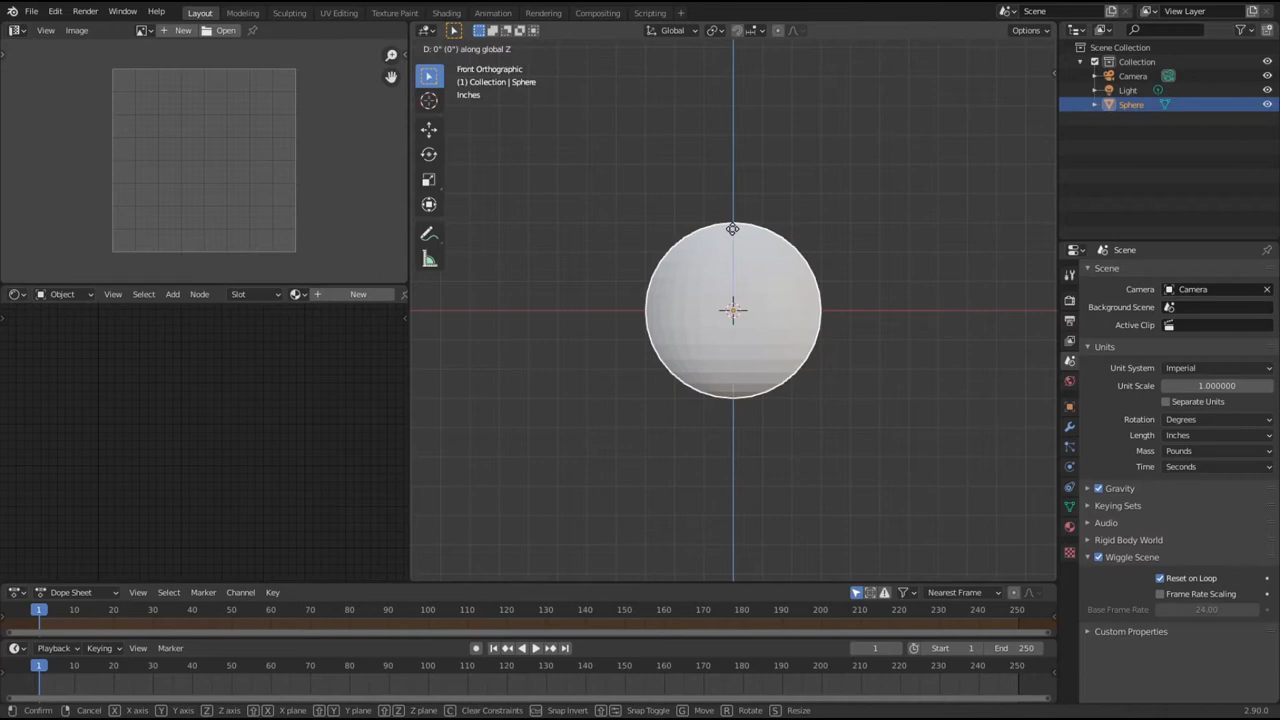 File Edit Render Window Help Layout Modeling Sculpting UV Editing Texture Paint Shading Animation Rendering Compositing Scripting + Scene View Layer
View Image + New Open Global Options
D: 0" (0") along global Z
Front Orthographic
(1) Collection | Sphere
Inches
Scene Collection
Collection
Camera
Light
Sphere
Scene
Scene
Camera Camera
Background Scene
Active Clip
Units
Unit System Imperial
Unit Scale 1.000000
Separate Units
Rotation Degrees
Length Inches
Mass Pounds
Time Seconds
Gravity
Keying Sets
Audio
Rigid Body World
Wiggle Scene
Reset on Loop
Frame Rate Scaling
Base Frame Rate 24.00
Custom Properties
Object View Select Add Node Slot + New
Dope Sheet View Select Marker Channel Key Nearest Frame
1 10 20 30 40 50 60 70 80 90 100 110 120 130 140 150 160 170 180 190 200 210 220 230 240 250
Playback Keying View Marker 1 Start 1 End 250
1 10 20 30 40 50 60 70 80 90 100 110 120 130 140 150 160 170 180 190 200 210 220 230 240 250
Confirm Cancel X X axis Y Y axis Z Z axis X X plane Y Y plane Z Z plane C Clear Constraints Ctrl Snap Invert Snap Toggle G Move R Rotate S Resize 2.90.0